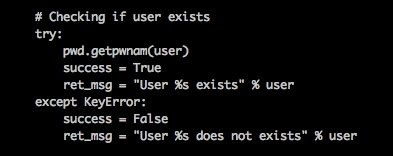 # Checking if user exists
try:
    pwd.getpwnam(user)
    success = True
    ret_msg = "User %s exists" % user
except KeyError:
    success = False
    ret_msg = "User %s does not exists" % user